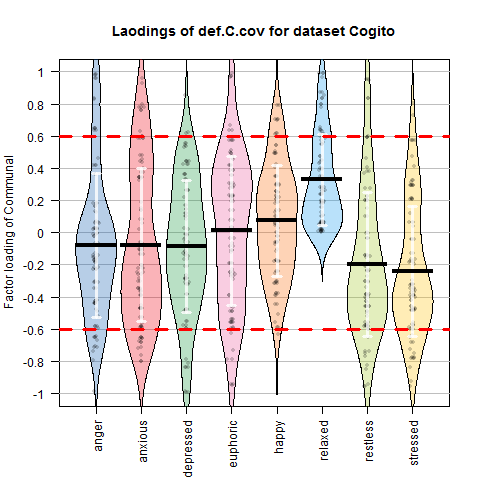 Laodings of def.C.cov for dataset Cogito
Factor loading of Communal
1
0.8
0.6
0.4
0.2
0
-0.2
-0.4
-0.6
-0.8
-1
anger
anxious
depressed
euphoric
happy
relaxed
restless
stressed